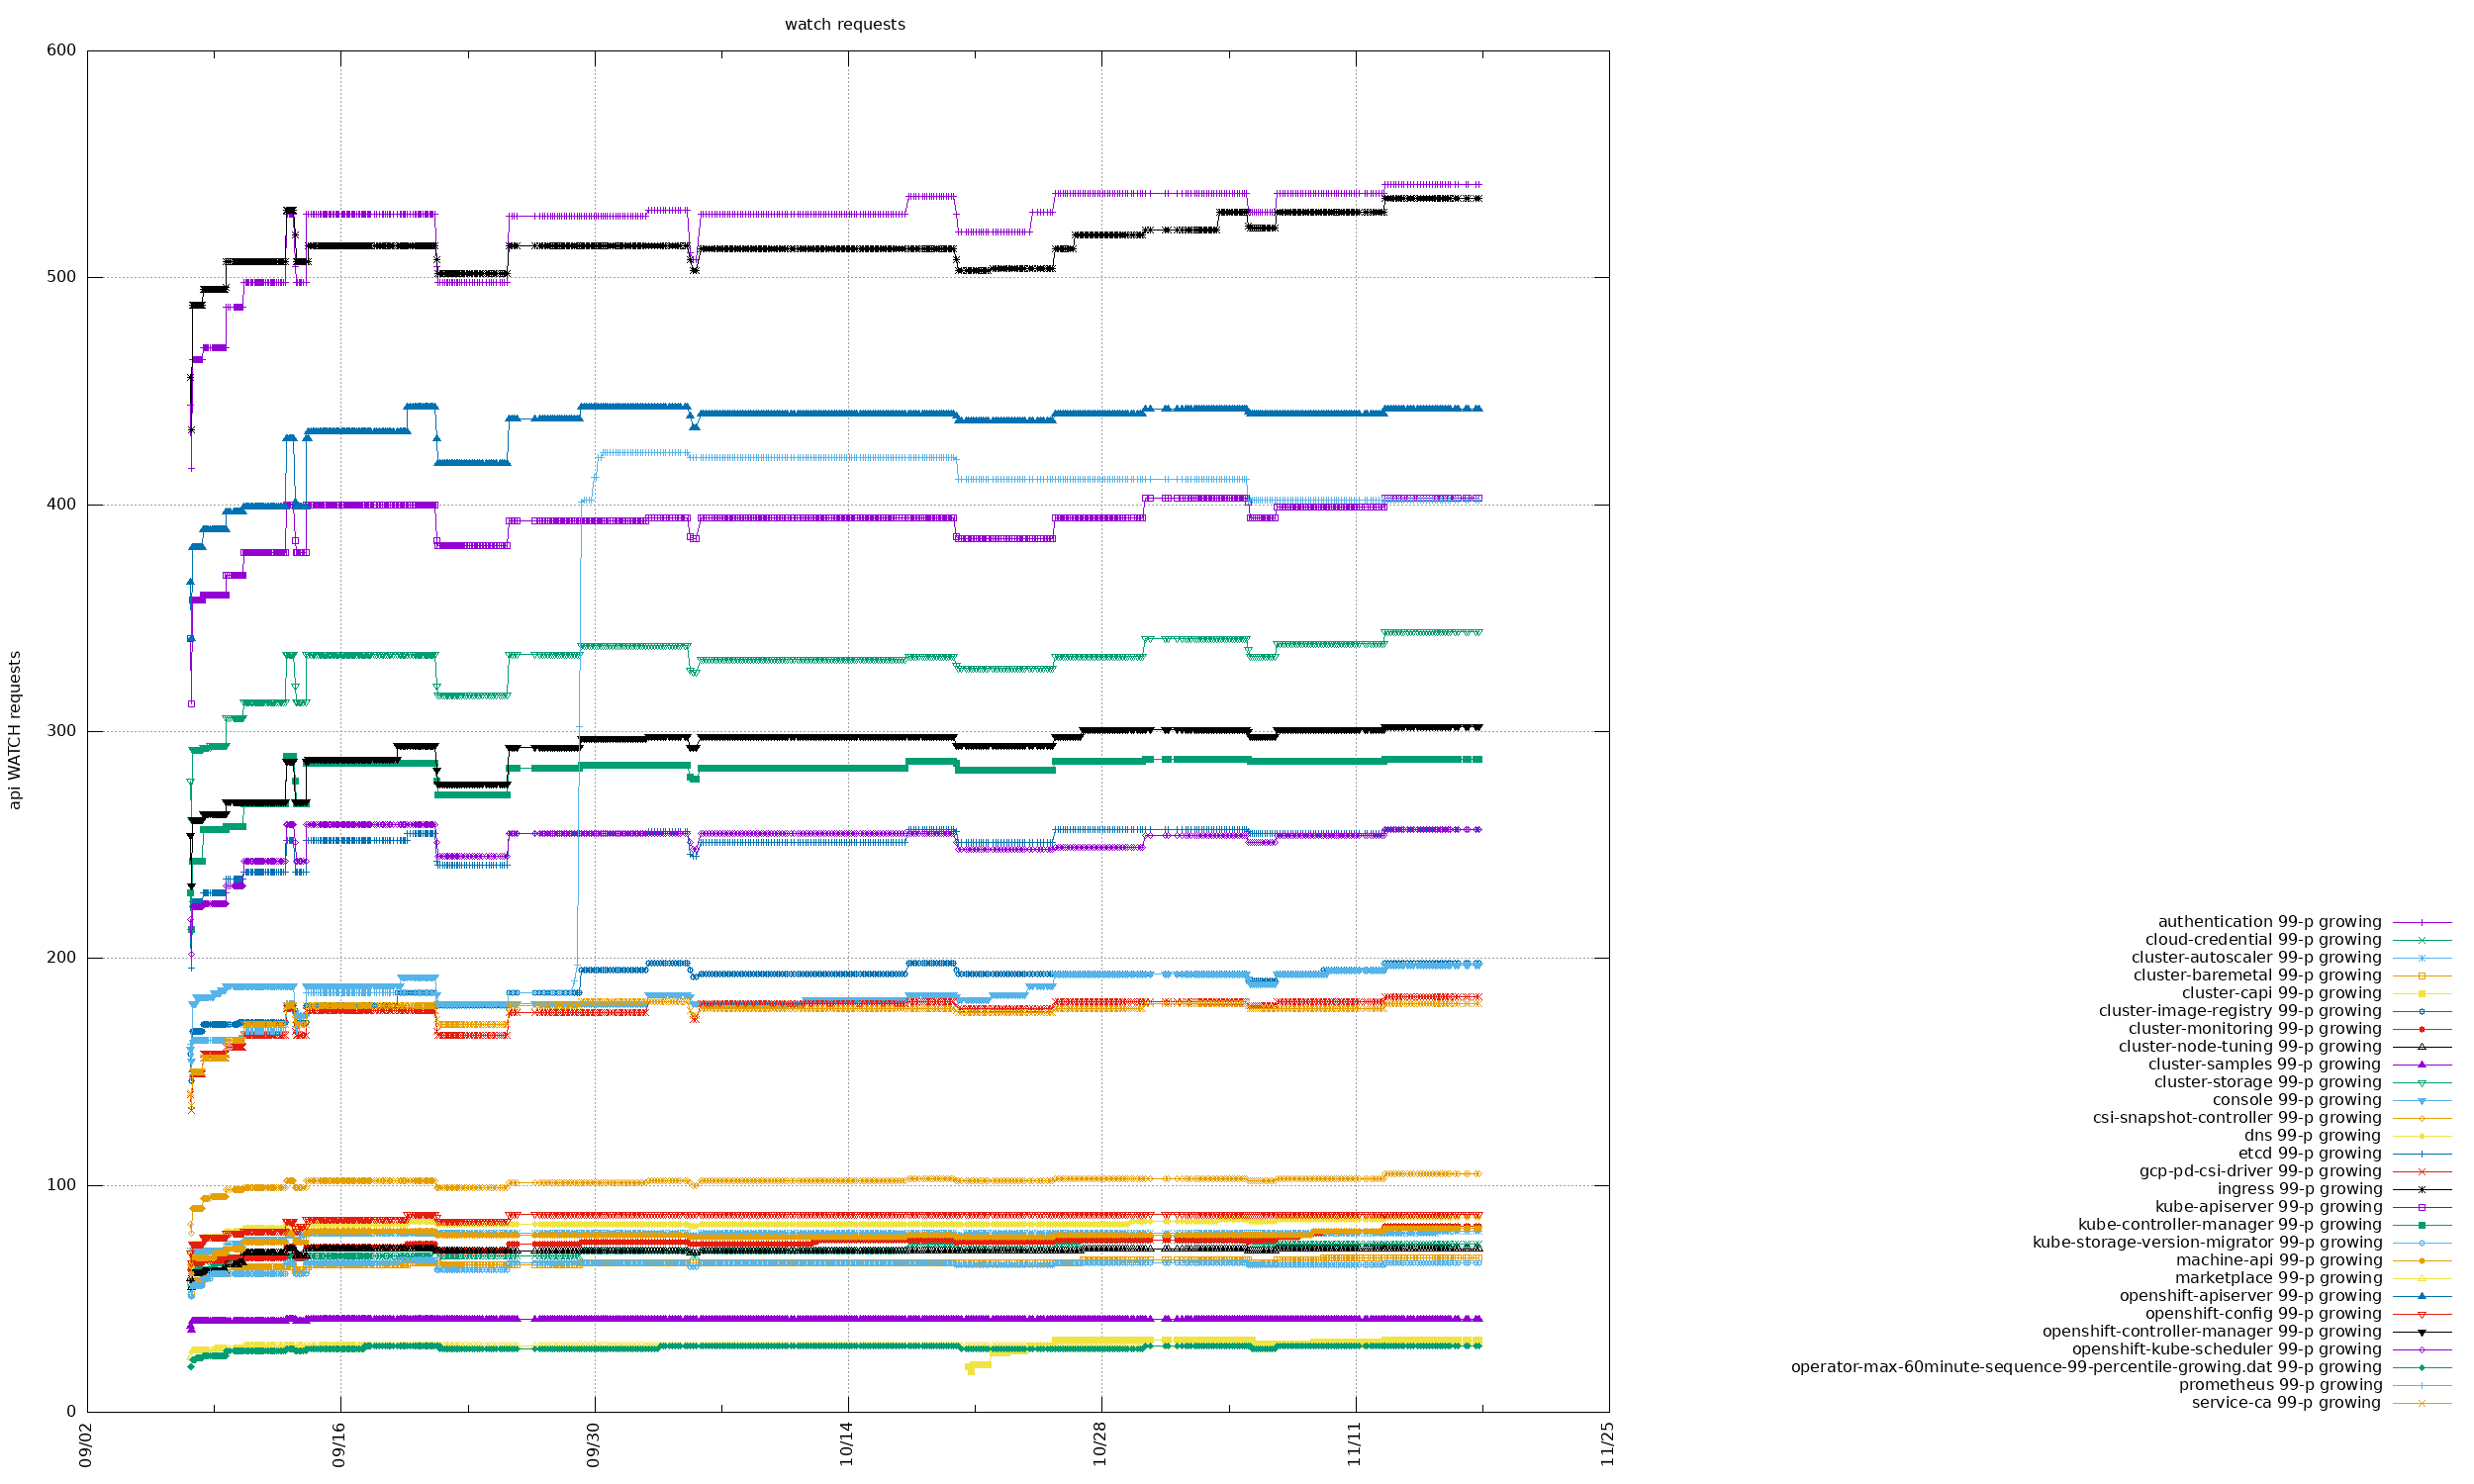 watch requests
600
500
400
300
200
100
0
api WATCH requests
09/02
09/16
09/30
10/14
10/28
11/11
11/25
authentication 99-p growing
cloud-credential 99-p growing
cluster-autoscaler 99-p growing
cluster-baremetal 99-p growing
cluster-capi 99-p growing
cluster-image-registry 99-p growing
cluster-monitoring 99-p growing
cluster-node-tuning 99-p growing
cluster-samples 99-p growing
cluster-storage 99-p growing
console 99-p growing
csi-snapshot-controller 99-p growing
dns 99-p growing
etcd 99-p growing
gcp-pd-csi-driver 99-p growing
ingress 99-p growing
kube-apiserver 99-p growing
kube-controller-manager 99-p growing
kube-storage-version-migrator 99-p growing
machine-api 99-p growing
marketplace 99-p growing
openshift-apiserver 99-p growing
openshift-config 99-p growing
openshift-controller-manager 99-p growing
openshift-kube-scheduler 99-p growing
operator-max-60minute-sequence-99-percentile-growing.dat 99-p growing
prometheus 99-p growing
service-ca 99-p growing